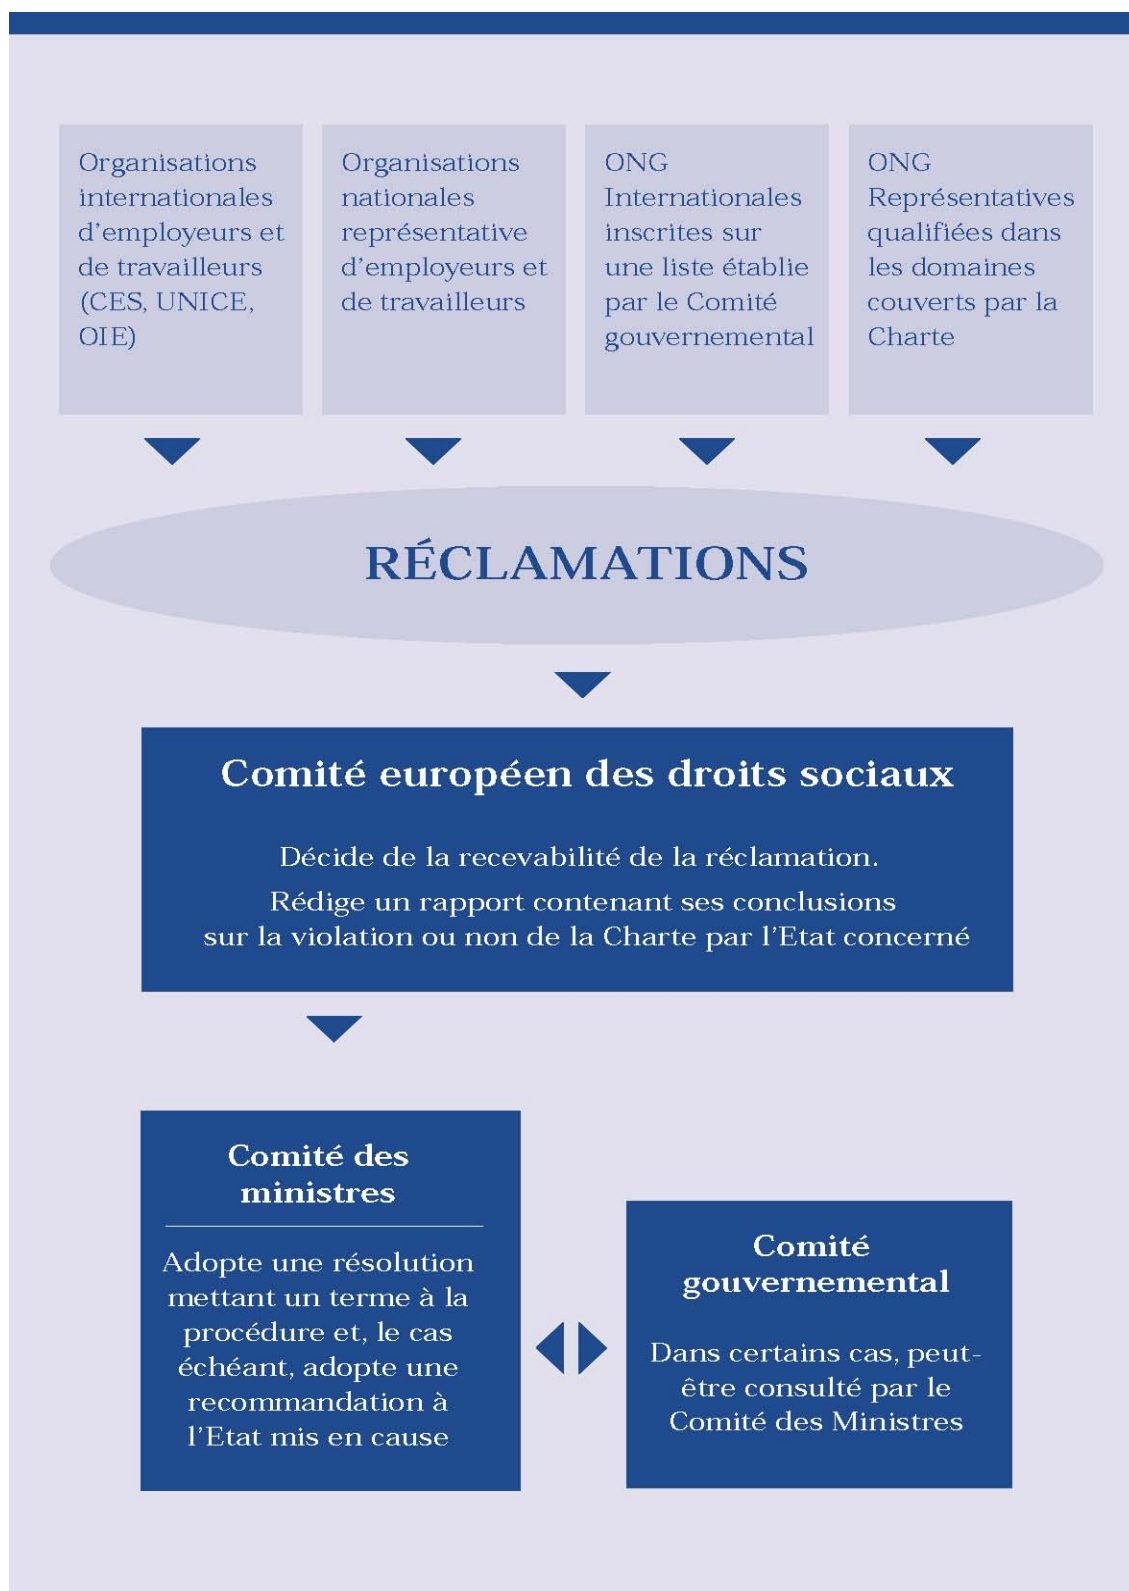 Organisations
internationales
d'employeurs et
de travailleurs
(CES, UNICE,
OIE)
Organisations
nationales
représentative
d'employeurs et
de travailleurs
ONG
Internationales
inscrites sur
une liste établie
par le Comité
gouvernemental
ONG
Représentatives
qualifiées dans
les domaines
couverts par la
Charte
RÉCLAMATIONS
Comité européen des droits sociaux
Décide de la recevabilité de la réclamation.
Rédige un rapport contenant ses conclusions
sur la violation ou non de la Charte par l'Etat concerné
Comité des
ministres
Adopte une résolution
mettant un terme à la
procédure et, le cas
échéant, adopte une
recommandation à
l'Etat mis en cause
Comité
gouvernemental
Dans certains cas, peut-
être consulté par le
Comité des Ministres